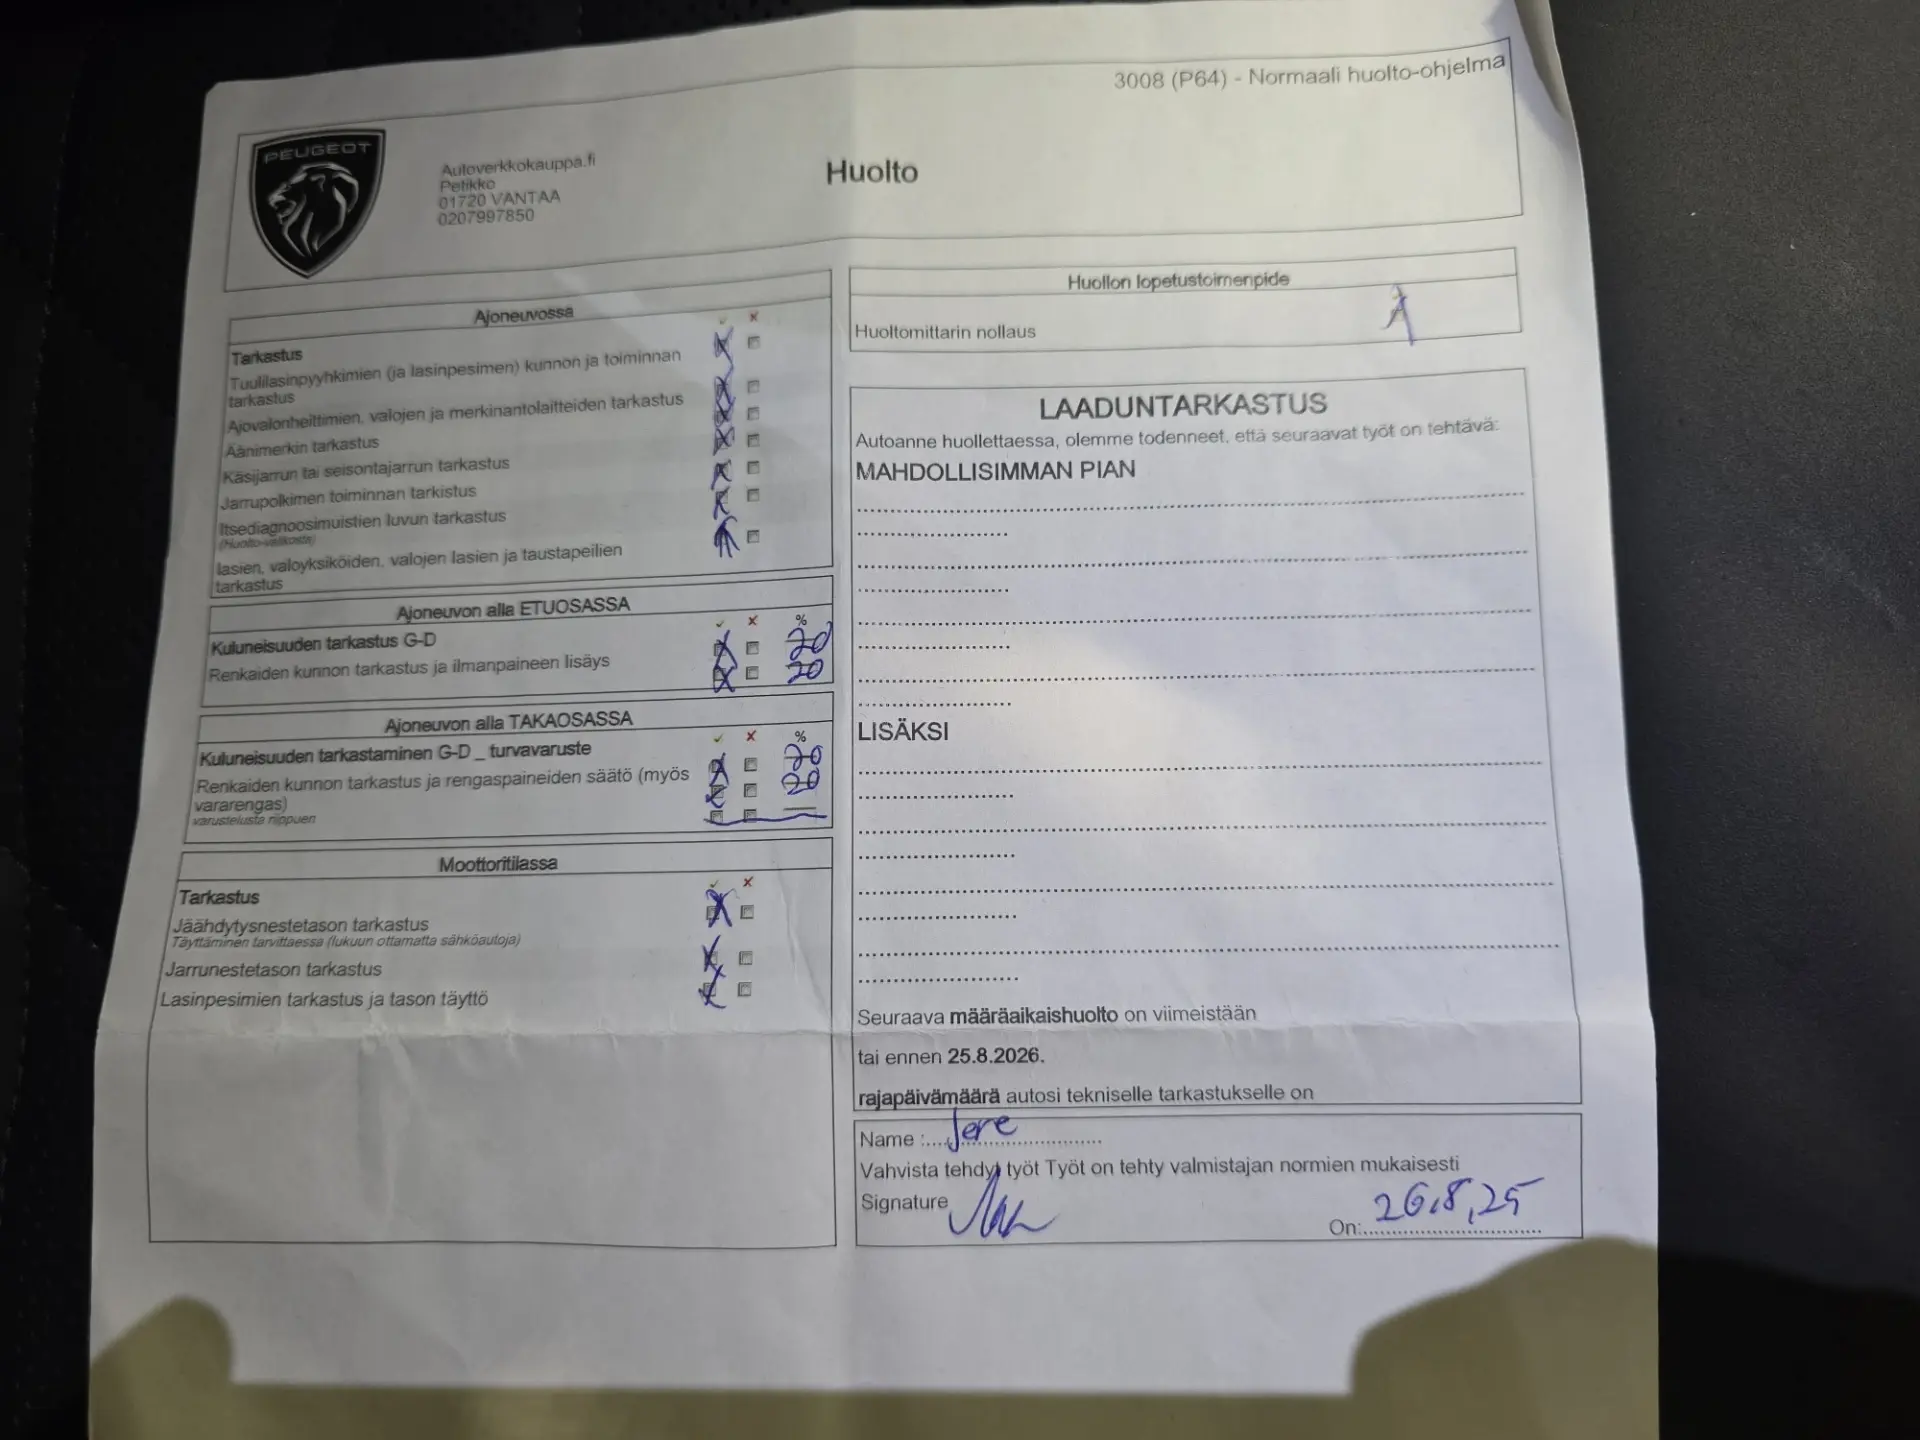 3008 (P64) - Normaali huolto-ohjelma
PEUGEOT
Autoverkkokauppa.fi
Petikko
01720 VANTAA
0207997850
Huolto
Ajoneuvossa
Tarkastus
Tuulilasinpyyhkimien (ja lasinpesimen) kunnon ja toiminnan
tarkastus
Ajovalonheittimien, valojen ja merkinantolaitteiden tarkastus
Äänimerkin tarkastus
Käsijarrun tai seisontajarrun tarkastus
Jarrupolkimen toiminnan tarkistus
Itsediagnoosimuistien luvun tarkastus
(Huolto-valikosta)
lasien, valoyksiköiden, valojen lasien ja taustapeilien
tarkastus
Ajoneuvon alla ETUOSASSA
%
Kuluneisuuden tarkastus G-D
20
Renkaiden kunnon tarkastus ja ilmanpaineen lisäys
20
Ajoneuvon alla TAKAOSASSA
%
Kuluneisuuden tarkastaminen G-D _ turvavaruste
20
Renkaiden kunnon tarkastus ja rengaspaineiden säätö (myös
20
vararengas)
varustelusta riippuen
Moottoritilassa
Tarkastus
Jäähdytysnestetason tarkastus
Täyttäminen tarvittaessa (lukuun ottamatta sähköautoja)
Jarrunestetason tarkastus
Lasinpesimien tarkastus ja tason täyttö
Huollon lopetustoimenpide
Huoltomittarin nollaus
LAADUNTARKASTUS
Autoanne huollettaessa, olemme todenneet, että seuraavat työt on tehtävä:
MAHDOLLISIMMAN PIAN
LISÄKSI
Seuraava määräaikaishuolto on viimeistään
tai ennen 25.8.2026.
rajapäivämäärä autosi tekniselle tarkastukselle on
Name :.... Jere
Vahvista tehdyt työt Työt on tehty valmistajan normien mukaisesti
Signature
On: 26.8,25